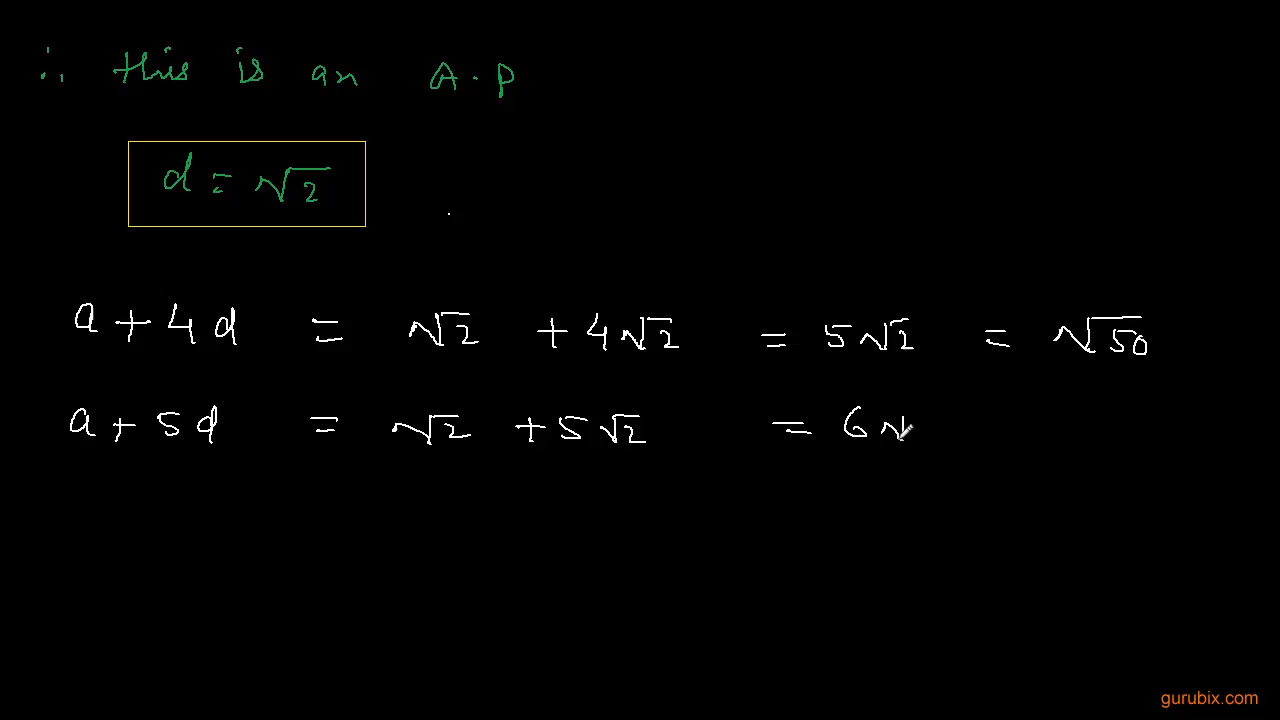 ∴ this is an A.P
d = √2
a + 4d = √2 + 4√2 = 5√2 = √50
a + 5d = √2 + 5√2 = 6√
gurubix.com